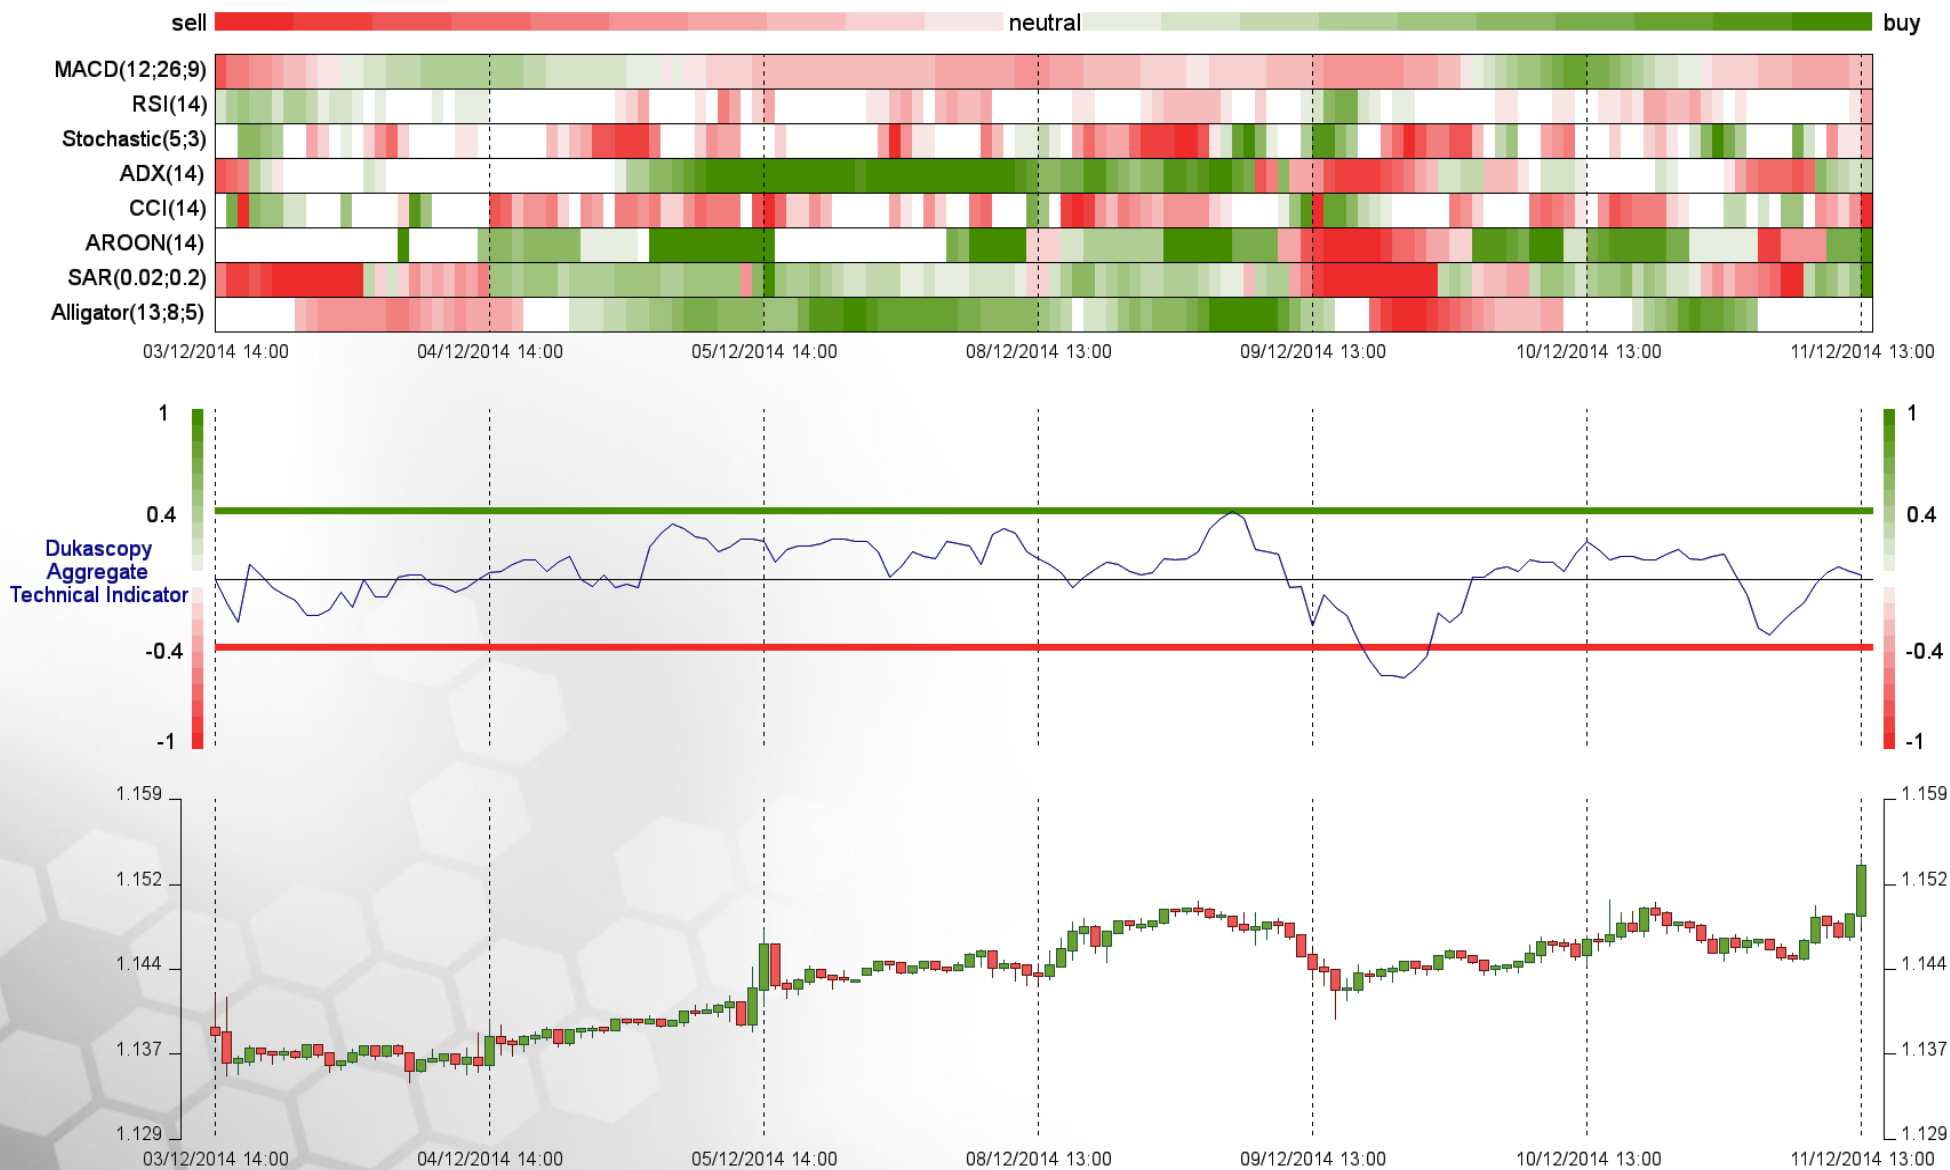 sell neutral buy
MACD(12;26;9)
RSI(14)
Stochastic(5;3)
ADX(14)
CCI(14)
AROON(14)
SAR(0.02;0.2)
Alligator(13;8;5)
03/12/2014 14:00 04/12/2014 14:00 05/12/2014 14:00 08/12/2014 13:00 09/12/2014 13:00 10/12/2014 13:00 11/12/2014 13:00
1 1
0.4 0.4
Dukascopy
Aggregate
Technical Indicator
-0.4 -0.4
-1 -1
1.159 1.159
1.152 1.152
1.144 1.144
1.137 1.137
1.129 1.129
03/12/2014 14:00 04/12/2014 14:00 05/12/2014 14:00 08/12/2014 13:00 09/12/2014 13:00 10/12/2014 13:00 11/12/2014 13:00